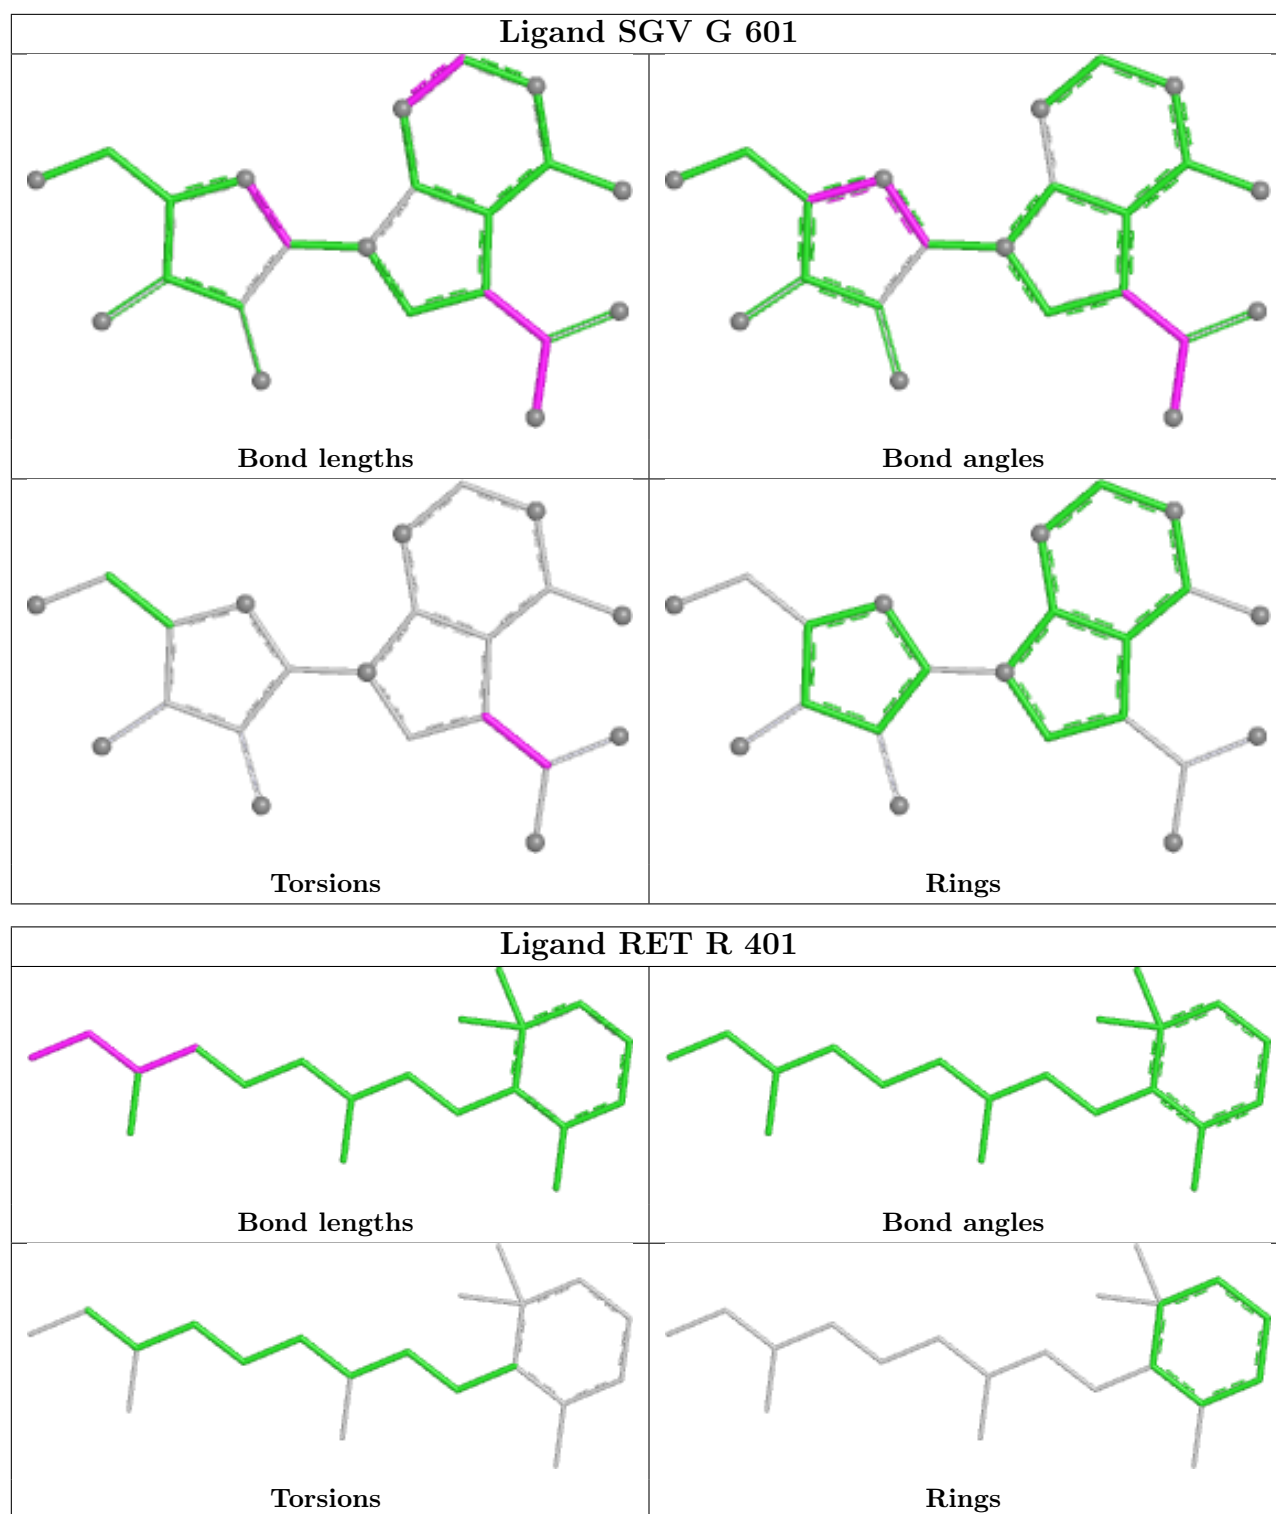 Ligand SGV G 601
Bond lengths
Bond angles
Torsions
Rings
Ligand RET R 401
Bond lengths
Bond angles
Torsions
Rings